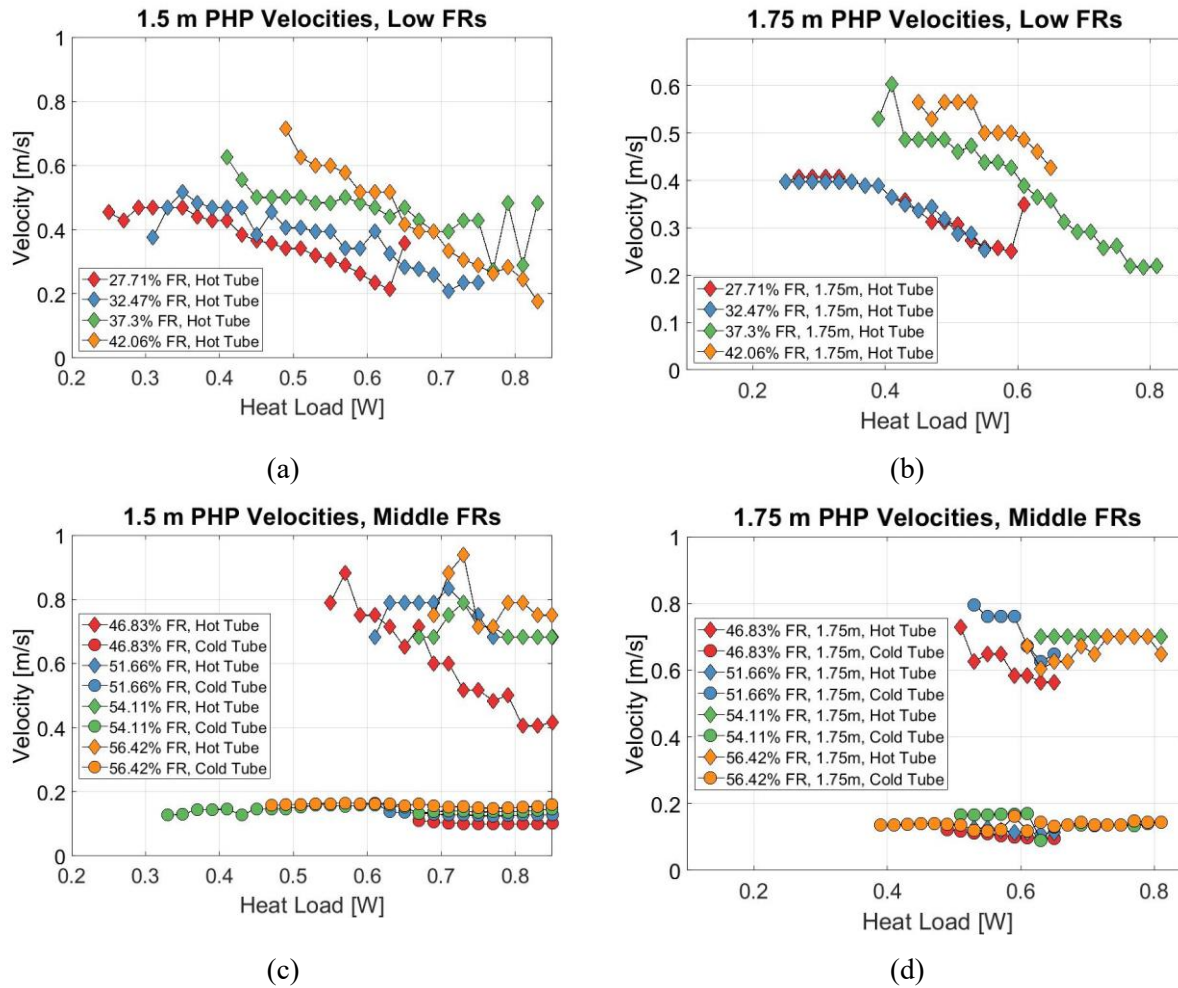 1.5 m PHP Velocities, Low FRs
Velocity [m/s]
1
0.8
0.6
0.4
0.2
0
27.71% FR, Hot Tube
32.47% FR, Hot Tube
37.3% FR, Hot Tube
42.06% FR, Hot Tube
0.2 0.3 0.4 0.5 0.6 0.7 0.8
Heat Load [W]
(a)
1.75 m PHP Velocities, Low FRs
Velocity [m/s]
0.6
0.5
0.4
0.3
0.2
0.1
0
27.71% FR, 1.75m, Hot Tube
32.47% FR, 1.75m, Hot Tube
37.3% FR, 1.75m, Hot Tube
42.06% FR, 1.75m, Hot Tube
0.2 0.4 0.6 0.8
Heat Load [W]
(b)
1.5 m PHP Velocities, Middle FRs
Velocity [m/s]
1
0.8
0.6
0.4
0.2
0
46.83% FR, Hot Tube
46.83% FR, Cold Tube
51.66% FR, Hot Tube
51.66% FR, Cold Tube
54.11% FR, Hot Tube
54.11% FR, Cold Tube
56.42% FR, Hot Tube
56.42% FR, Cold Tube
0.2 0.3 0.4 0.5 0.6 0.7 0.8
Heat Load [W]
(c)
1.75 m PHP Velocities, Middle FRs
Velocity [m/s]
1
0.8
0.6
0.4
0.2
0
46.83% FR, 1.75m, Hot Tube
46.83% FR, 1.75m, Cold Tube
51.66% FR, 1.75m, Hot Tube
51.66% FR, 1.75m, Cold Tube
54.11% FR, 1.75m, Hot Tube
54.11% FR, 1.75m, Cold Tube
56.42% FR, 1.75m, Hot Tube
56.42% FR, 1.75m, Cold Tube
0.2 0.4 0.6 0.8
Heat Load [W]
(d)